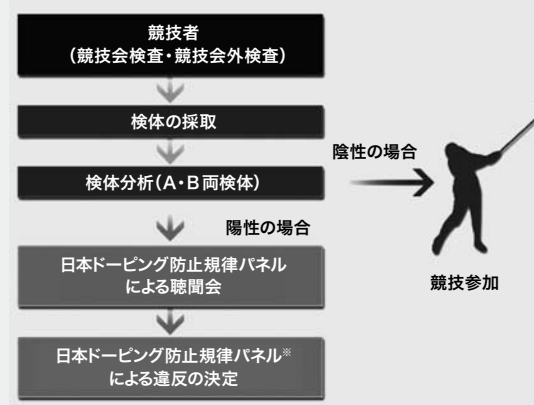 競技者
（競技会検査・競技会外検査）
検体の採取
検体分析（A・B両検体）
陰性の場合
競技参加
陽性の場合
日本ドーピング防止規律パネル
による聴聞会
日本ドーピング防止規律パネル※
による違反の決定